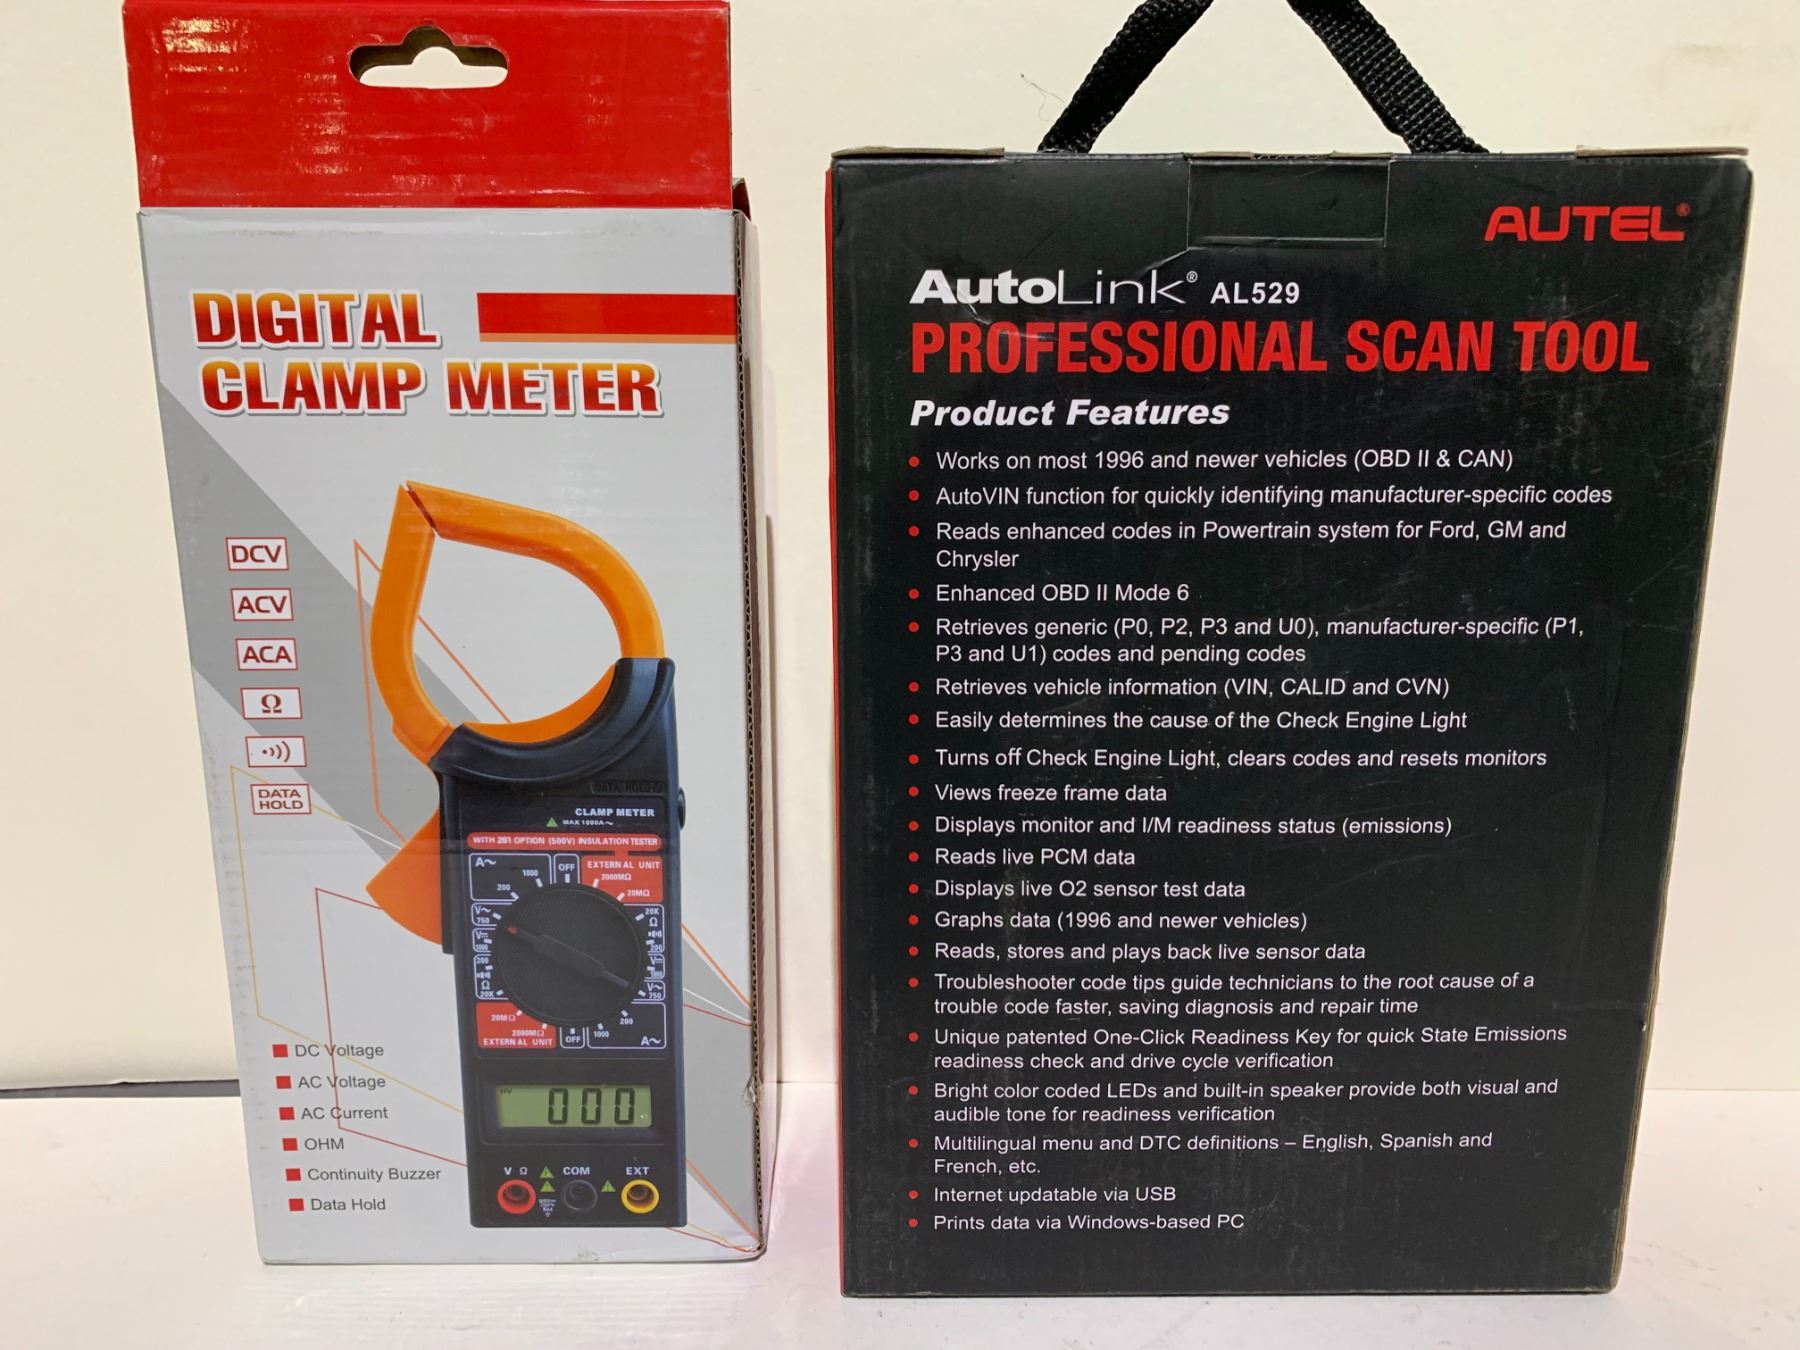 DIGITAL
CLAMP METER
DCV
ACV
ACA
Ω
DATA
HOLD
DC Voltage
AC Voltage
AC Current
OHM
Continuity Buzzer
Data Hold
DATA HOLD
CLAMP METER
MAX 1000A~
WITH 261 OPTION (500V) INSULATION TESTER
A~
1000
200
OFF
EXTERNAL UNIT
2000MΩ
20MΩ
V~
750
V
1000
200
Ω
20K
20K
Ω
200
V
1000
V~
750
20MΩ
2000MΩ
EXTERNAL UNIT
OFF
1000
200
A~
HV
000
V Ω
COM
EXT
AUTEL®
AutoLink® AL529
PROFESSIONAL SCAN TOOL
Product Features
• Works on most 1996 and newer vehicles (OBD II & CAN)
• AutoVIN function for quickly identifying manufacturer-specific codes
• Reads enhanced codes in Powertrain system for Ford, GM and
Chrysler
• Enhanced OBD II Mode 6
• Retrieves generic (P0, P2, P3 and U0), manufacturer-specific (P1,
P3 and U1) codes and pending codes
• Retrieves vehicle information (VIN, CALID and CVN)
• Easily determines the cause of the Check Engine Light
• Turns off Check Engine Light, clears codes and resets monitors
• Views freeze frame data
• Displays monitor and I/M readiness status (emissions)
• Reads live PCM data
• Displays live O2 sensor test data
• Graphs data (1996 and newer vehicles)
• Reads, stores and plays back live sensor data
• Troubleshooter code tips guide technicians to the root cause of a
trouble code faster, saving diagnosis and repair time
• Unique patented One-Click Readiness Key for quick State Emissions
readiness check and drive cycle verification
• Bright color coded LEDs and built-in speaker provide both visual and
audible tone for readiness verification
• Multilingual menu and DTC definitions – English, Spanish and
French, etc.
• Internet updatable via USB
• Prints data via Windows-based PC